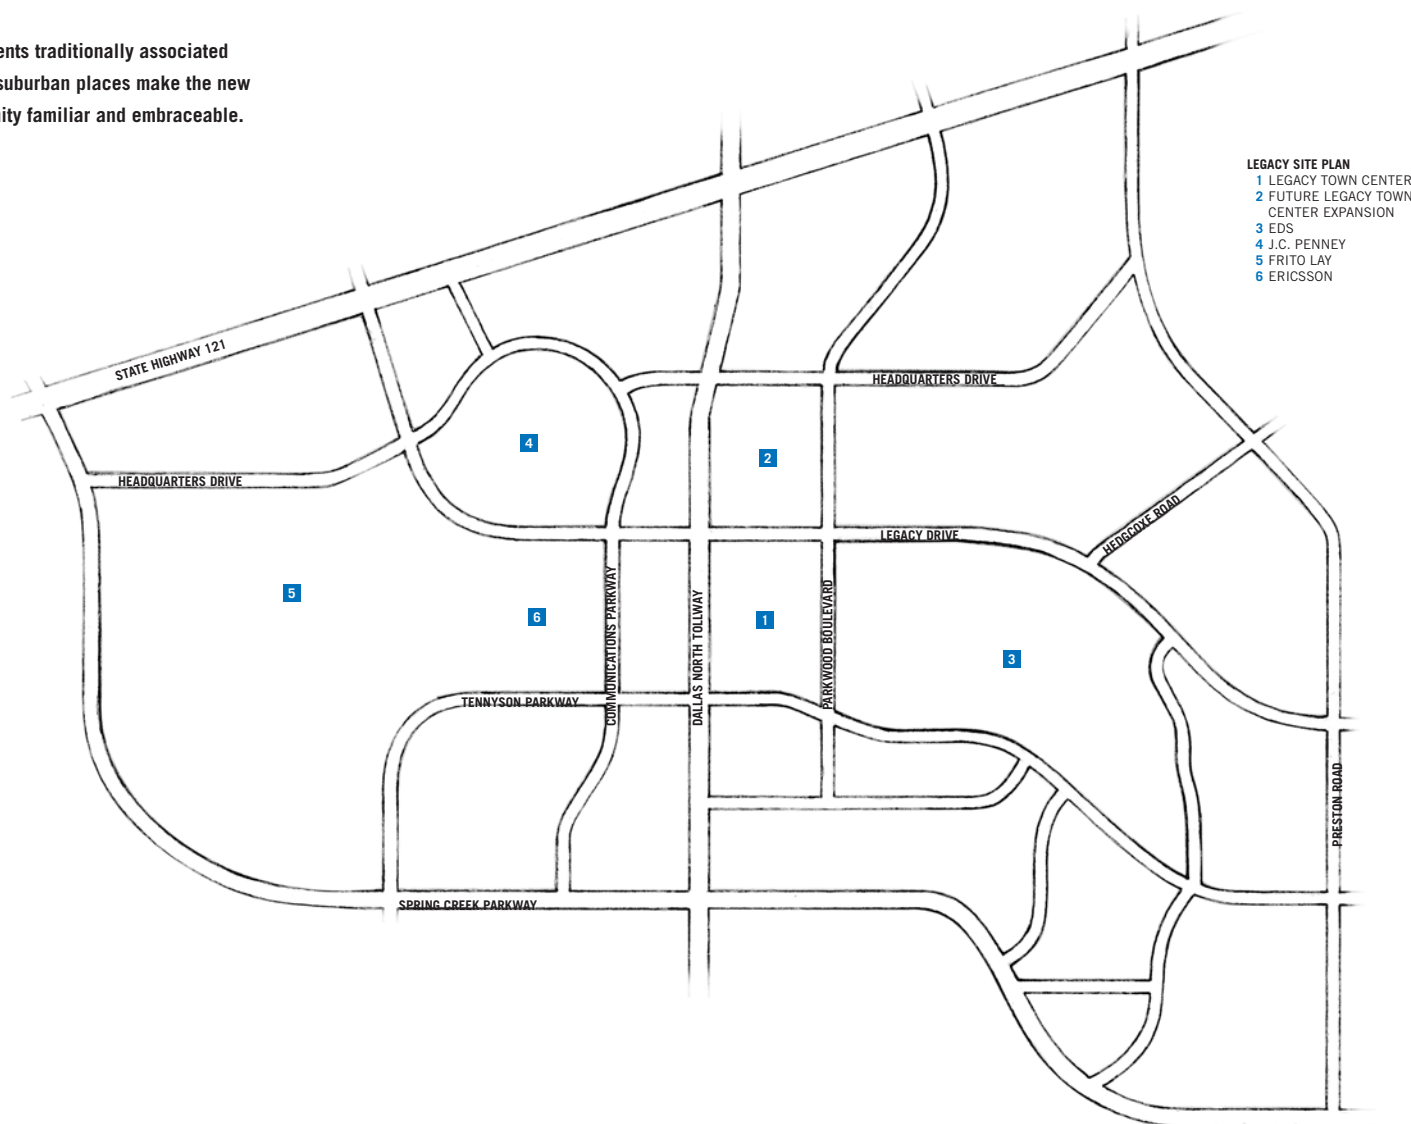 ents traditionally associated
suburban places make the new
nity familiar and embraceable.
LEGACY SITE PLAN
1 LEGACY TOWN CENTER
2 FUTURE LEGACY TOWN
CENTER EXPANSION
3 EDS
4 J.C. PENNEY
5 FRITO LAY
6 ERICSSON
STATE HIGHWAY 121
HEADQUARTERS DRIVE
4
2
HEADQUARTERS DRIVE
HEDGCOXE ROAD
LEGACY DRIVE
5
6
1
3
COMMUNICATIONS PARKWAY
DALLAS NORTH TOLLWAY
PARKWOOD BOULEVARD
TENNYSON PARKWAY
PRESTON ROAD
SPRING CREEK PARKWAY